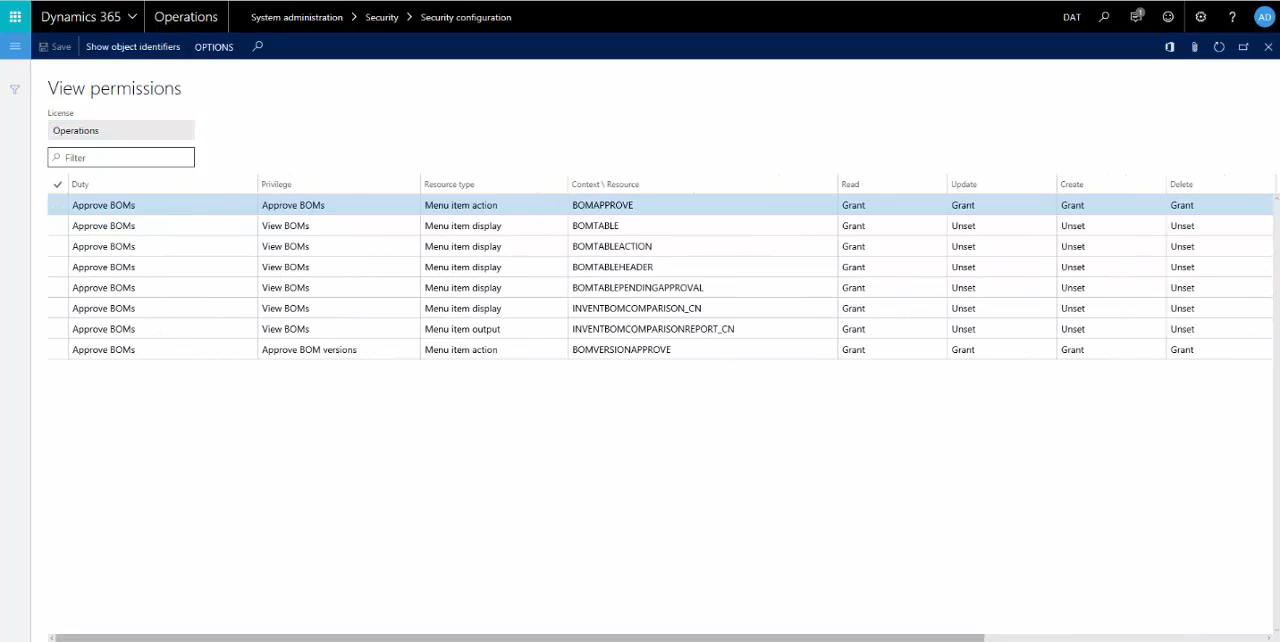 Dynamics 365 Operations System administration > Security > Security configuration DAT 1 ? AD
Save Show object identifiers OPTIONS
View permissions
License
Operations
Filter
Duty Privilege Resource type Context \ Resource Read Update Create Delete
Approve BOMs Approve BOMs Menu item action BOMAPPROVE Grant Grant Grant Grant
Approve BOMs View BOMs Menu item display BOMTABLE Grant Unset Unset Unset
Approve BOMs View BOMs Menu item display BOMTABLEACTION Grant Unset Unset Unset
Approve BOMs View BOMs Menu item display BOMTABLEHEADER Grant Unset Unset Unset
Approve BOMs View BOMs Menu item display BOMTABLEPENDINGAPPROVAL Grant Unset Unset Unset
Approve BOMs View BOMs Menu item display INVENTBOMCOMPARISON_CN Grant Unset Unset Unset
Approve BOMs View BOMs Menu item output INVENTBOMCOMPARISONREPORT_CN Grant Unset Unset Unset
Approve BOMs Approve BOM versions Menu item action BOMVERSIONAPPROVE Grant Grant Grant Grant